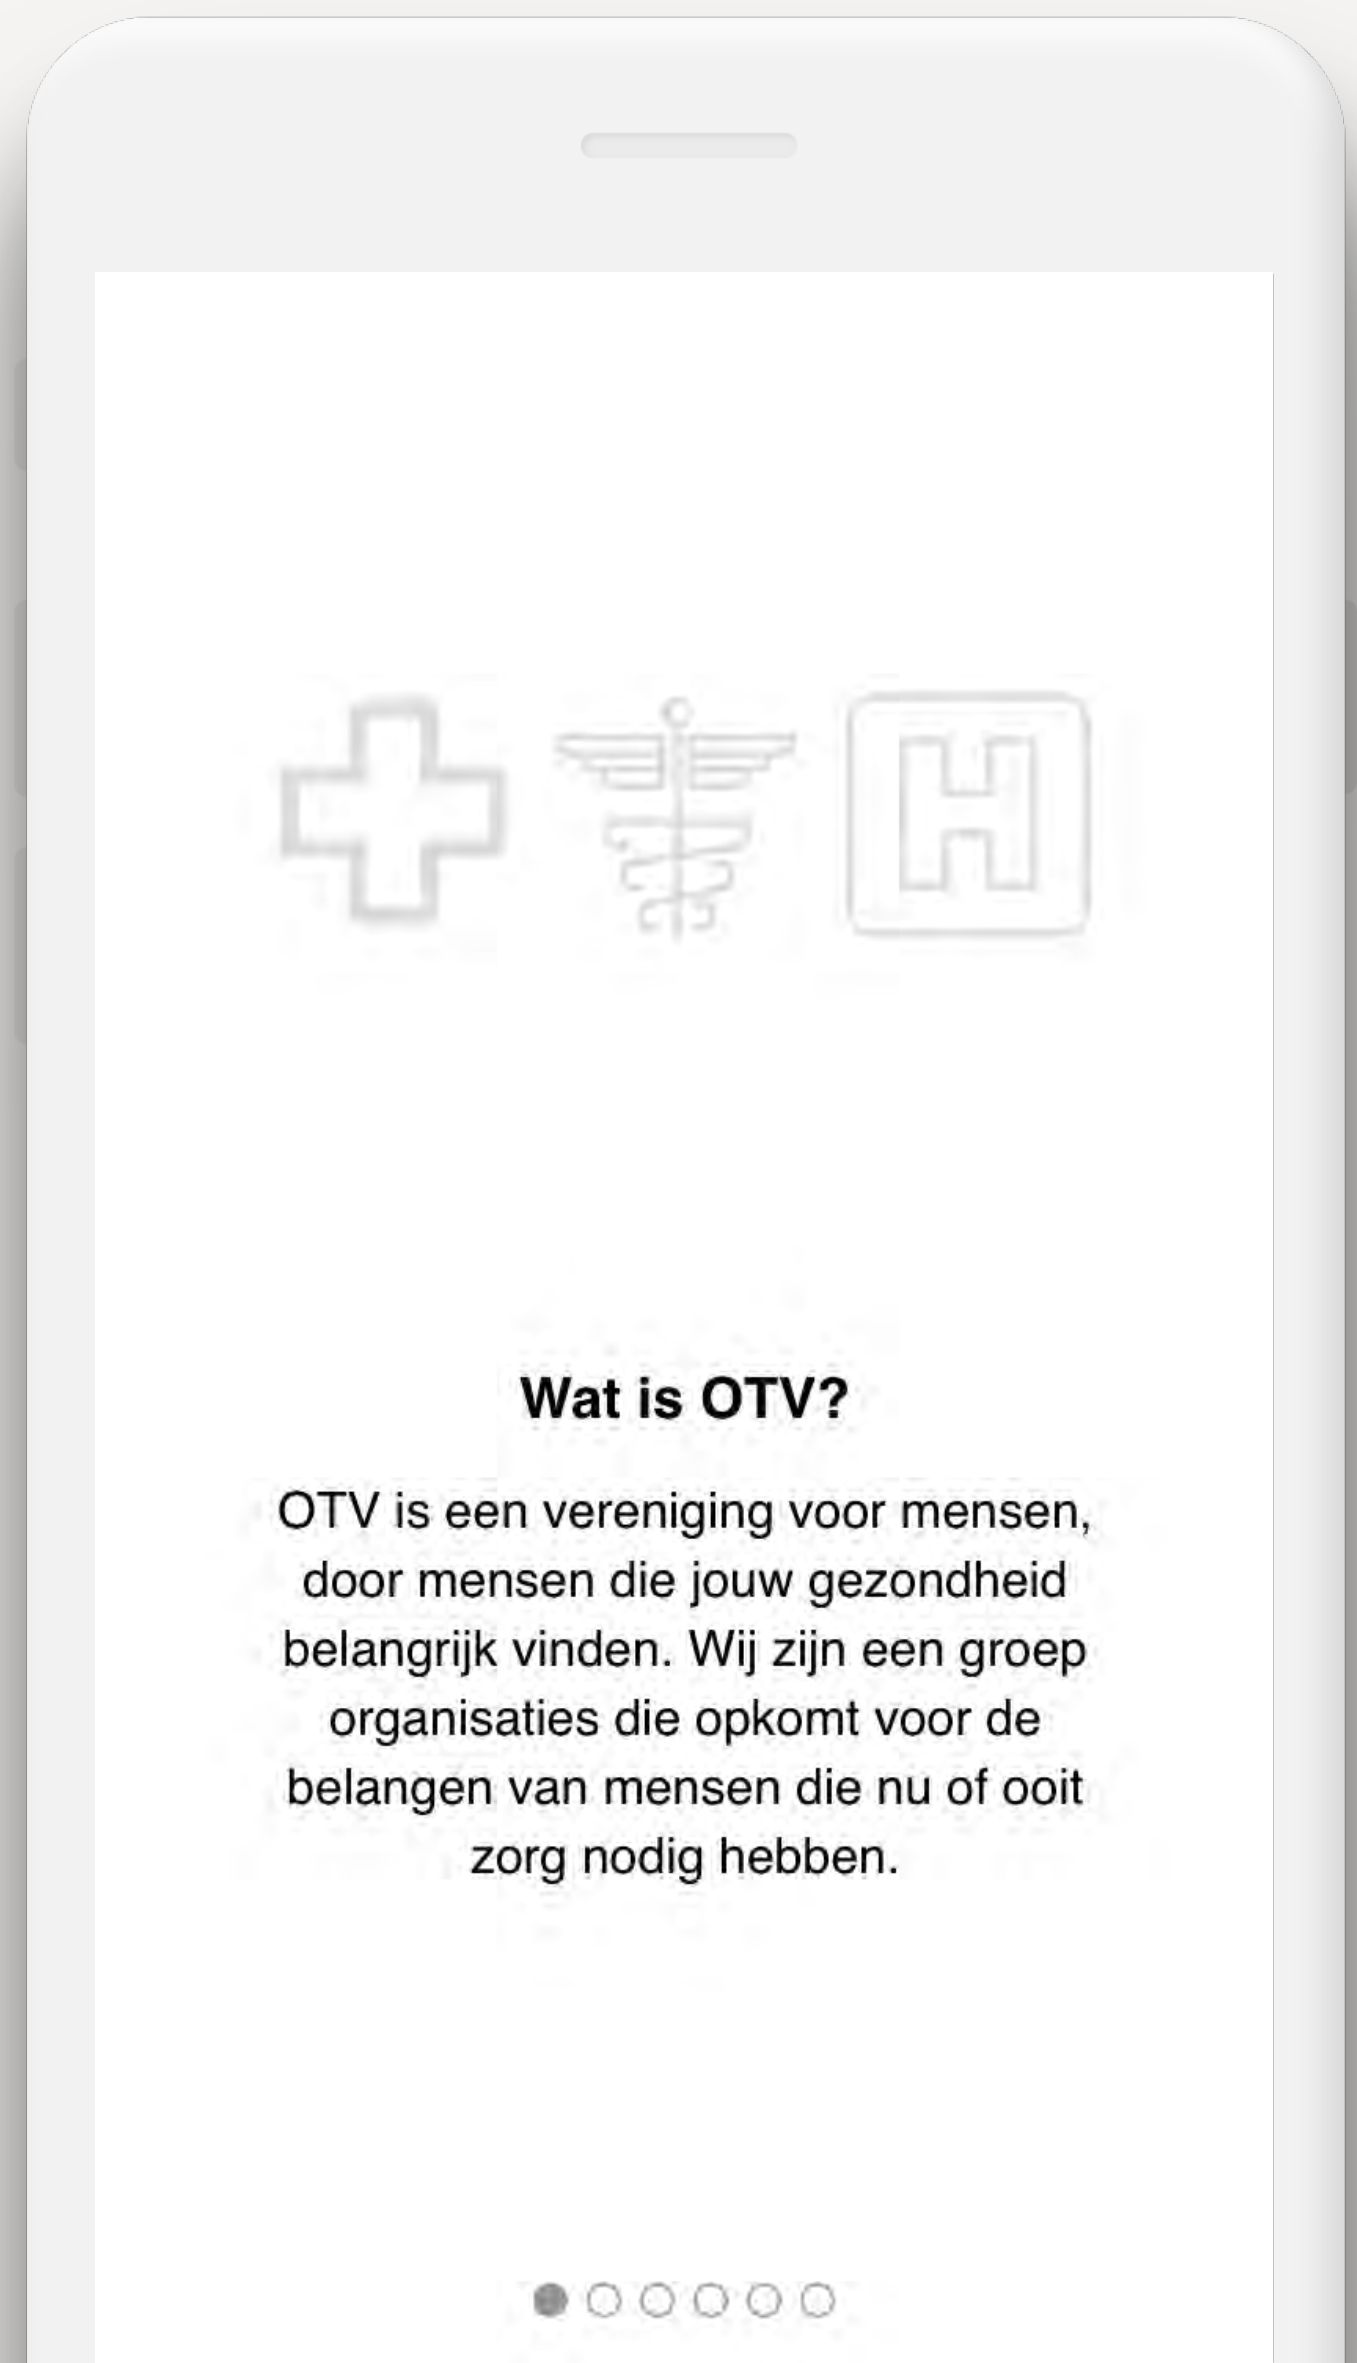 H
Wat is OTV?
OTV is een vereniging voor mensen,
door mensen die jouw gezondheid
belangrijk vinden. Wij zijn een groep
organisaties die opkomt voor de
belangen van mensen die nu of ooit
zorg nodig hebben.